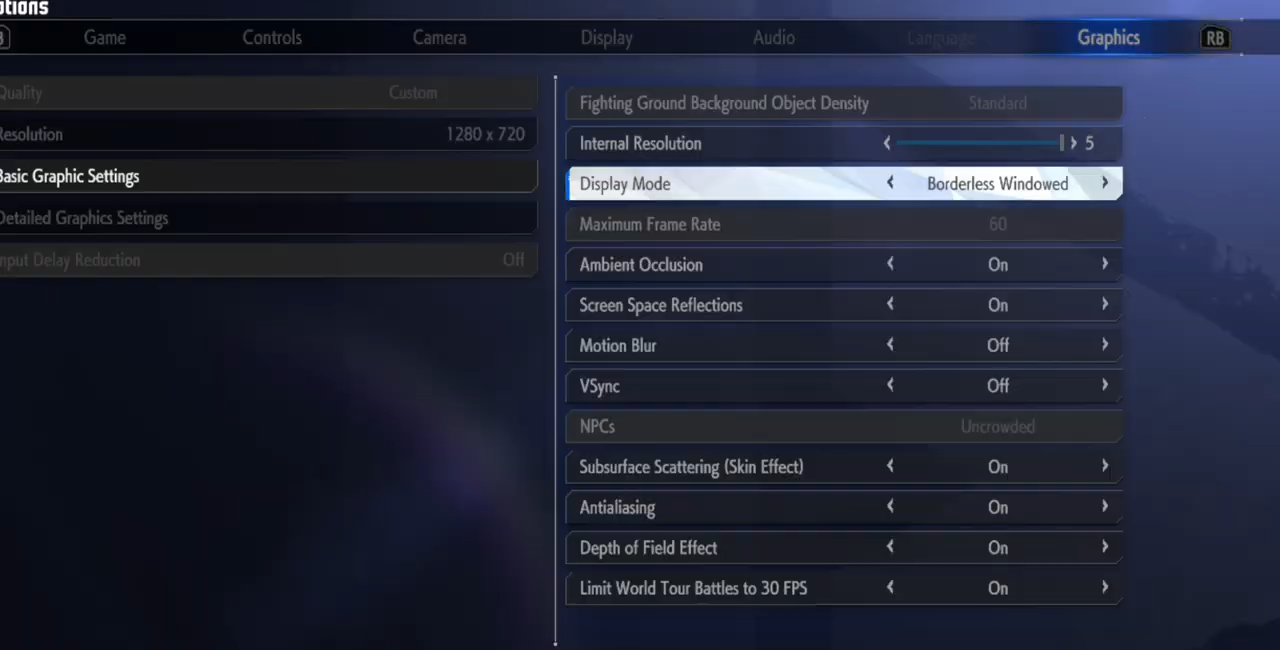 otions
B Game Controls Camera Display Audio Language Graphics RB
Quality Custom
Resolution 1280 x 720
Basic Graphic Settings
Detailed Graphics Settings
Input Delay Reduction Off
Fighting Ground Background Object Density Standard
Internal Resolution 5
Display Mode Borderless Windowed
Maximum Frame Rate 60
Ambient Occlusion On
Screen Space Reflections On
Motion Blur Off
VSync Off
NPCs Uncrowded
Subsurface Scattering (Skin Effect) On
Antialiasing On
Depth of Field Effect On
Limit World Tour Battles to 30 FPS On